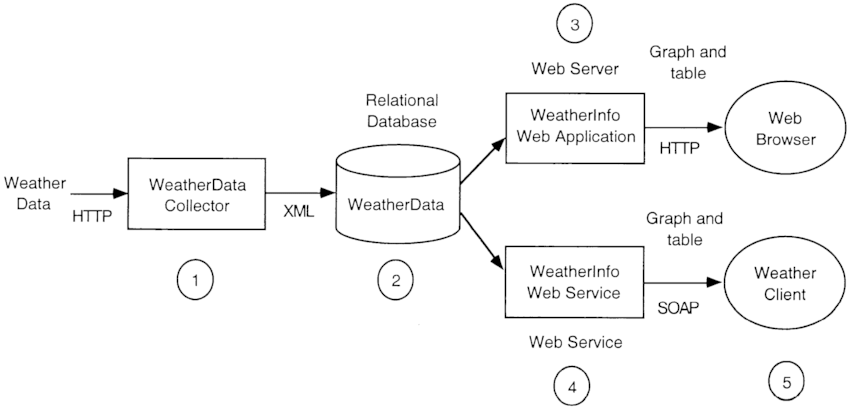 3
Web Server
Graph and
table
Relational
Database
WeatherInfo
Web Application
HTTP
Web
Browser
Weather
Data
HTTP
WeatherData
Collector
XML
WeatherData
1
2
Graph and
table
WeatherInfo
Web Service
SOAP
Weather
Client
Web Service
4
5